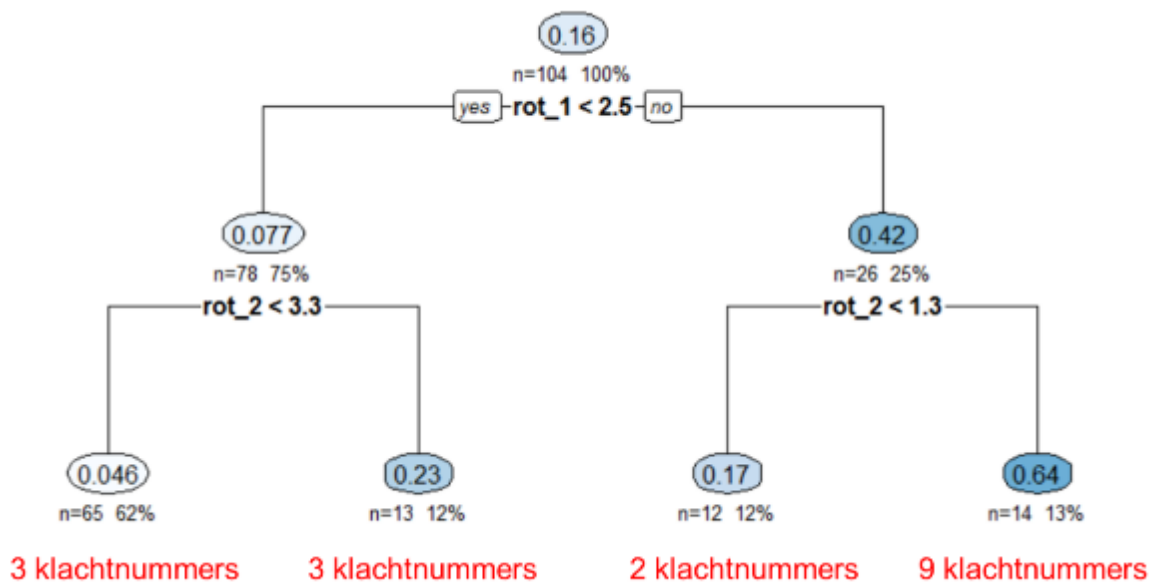 0.16
n=104 100%
yes rot_1 < 2.5 no
0.077 0.42
n=78 75% n=26 25%
rot_2 < 3.3 rot_2 < 1.3
0.046 0.23 0.17 0.64
n=65 62% n=13 12% n=12 12% n=14 13%
3 klachtnummers 3 klachtnummers 2 klachtnummers 9 klachtnummers